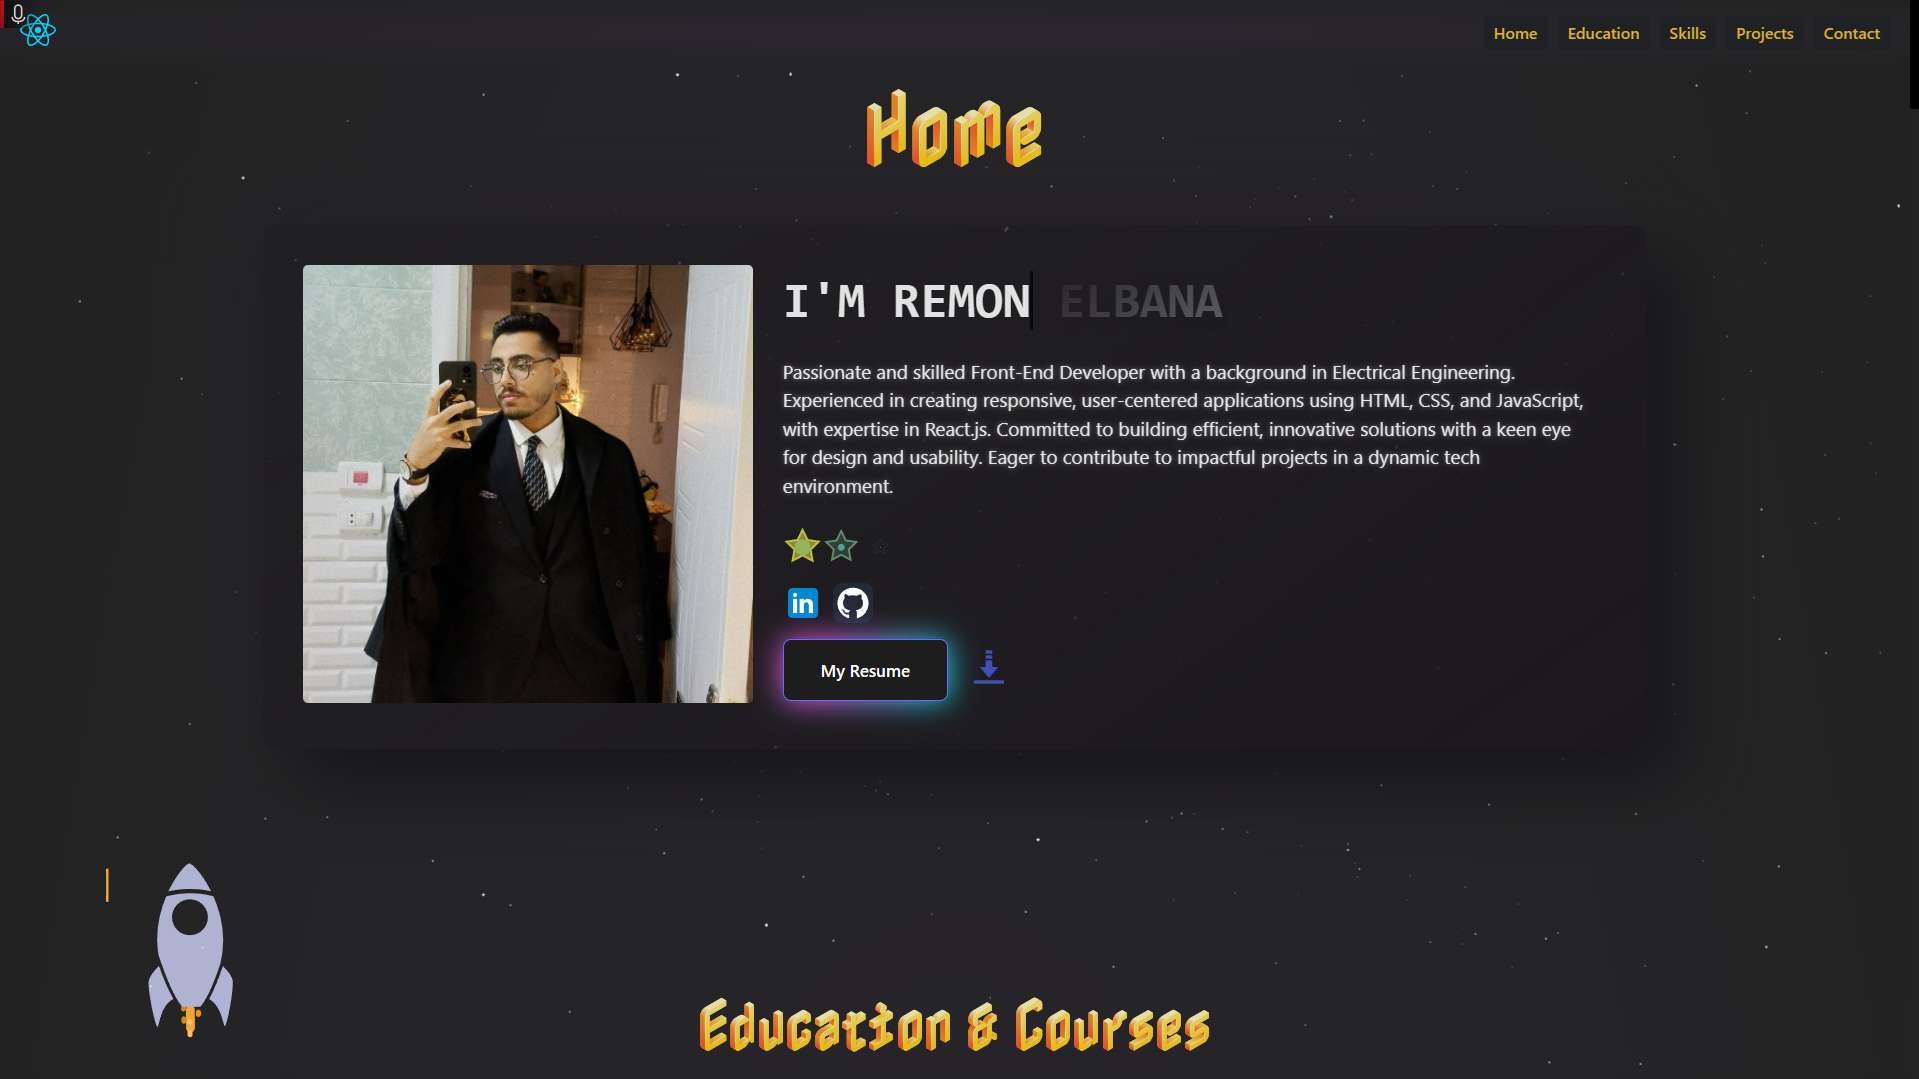 Home
Education
Skills
Projects
Contact
Home
I'M REMON ELBANA
Passionate and skilled Front-End Developer with a background in Electrical Engineering.
Experienced in creating responsive, user-centered applications using HTML, CSS, and JavaScript,
with expertise in React.js. Committed to building efficient, innovative solutions with a keen eye
for design and usability. Eager to contribute to impactful projects in a dynamic tech
environment.
in
My Resume
Education & Courses